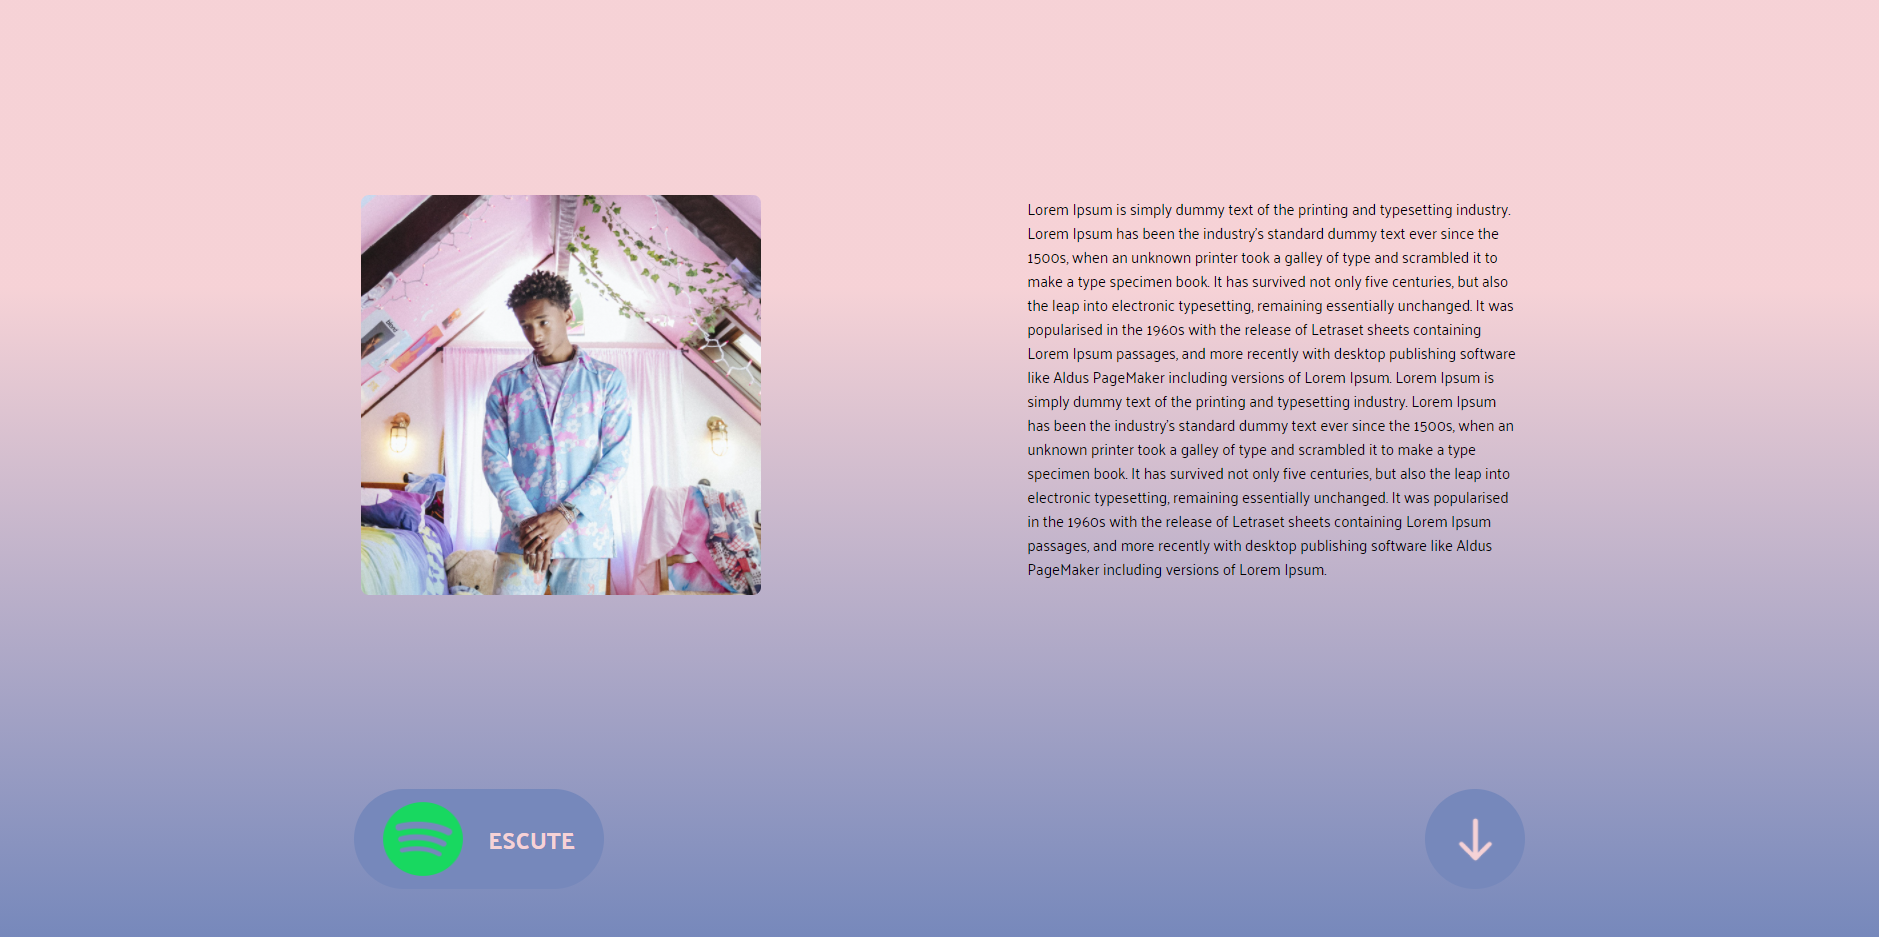 Lorem Ipsum is simply dummy text of the printing and typesetting industry.
Lorem Ipsum has been the industry's standard dummy text ever since the
1500s, when an unknown printer took a galley of type and scrambled it to
make a type specimen book. It has survived not only five centuries, but also
the leap into electronic typesetting, remaining essentially unchanged. It was
popularised in the 1960s with the release of Letraset sheets containing
Lorem Ipsum passages, and more recently with desktop publishing software
like Aldus PageMaker including versions of Lorem Ipsum. Lorem Ipsum is
simply dummy text of the printing and typesetting industry. Lorem Ipsum
has been the industry's standard dummy text ever since the 1500s, when an
unknown printer took a galley of type and scrambled it to make a type
specimen book. It has survived not only five centuries, but also the leap into
electronic typesetting, remaining essentially unchanged. It was popularised
in the 1960s with the release of Letraset sheets containing Lorem Ipsum
passages, and more recently with desktop publishing software like Aldus
PageMaker including versions of Lorem Ipsum.
ESCUTE